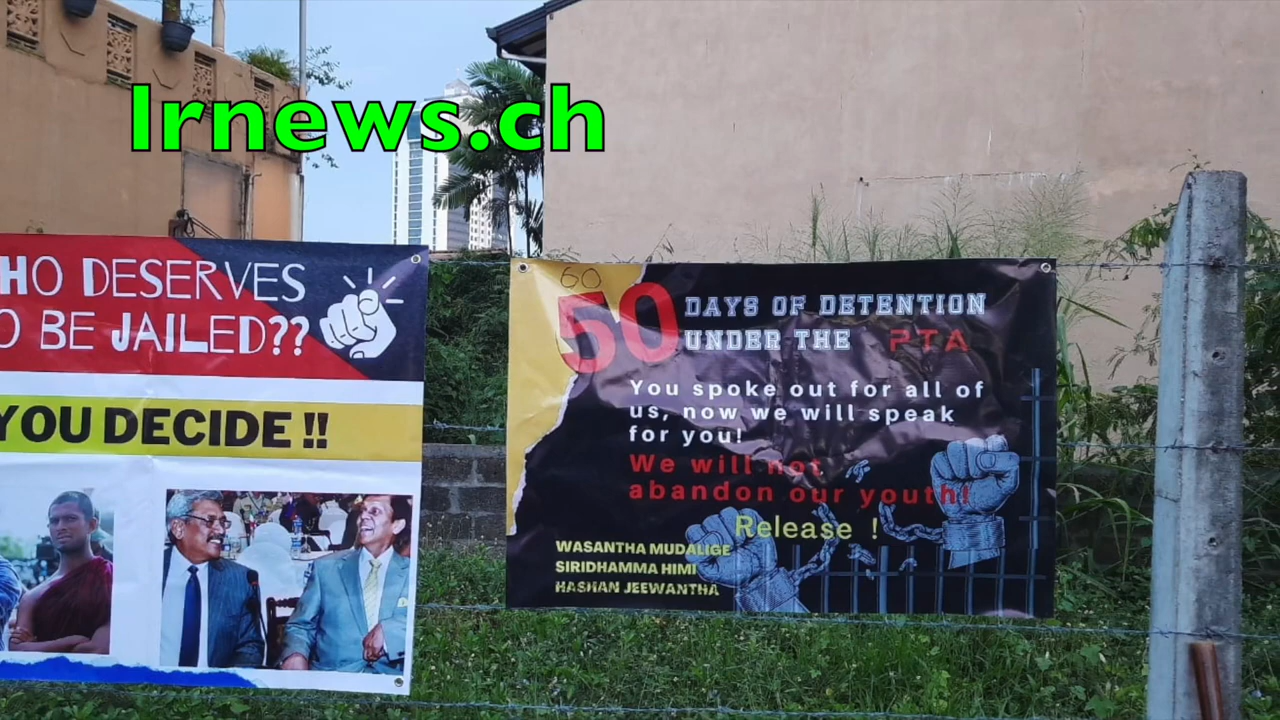 lrnews.ch
HO DESERVES
O BE JAILED??
YOU DECIDE !!
60
50 DAYS OF DETENTION
UNDER THE PTA
You spoke out for all of
us, now we will speak
for you!
We will not
abandon our youth!
Release !
WASANTHA MUDALIGE
SIRIDHAMMA HIMI
HASHAN JEEWANTHA